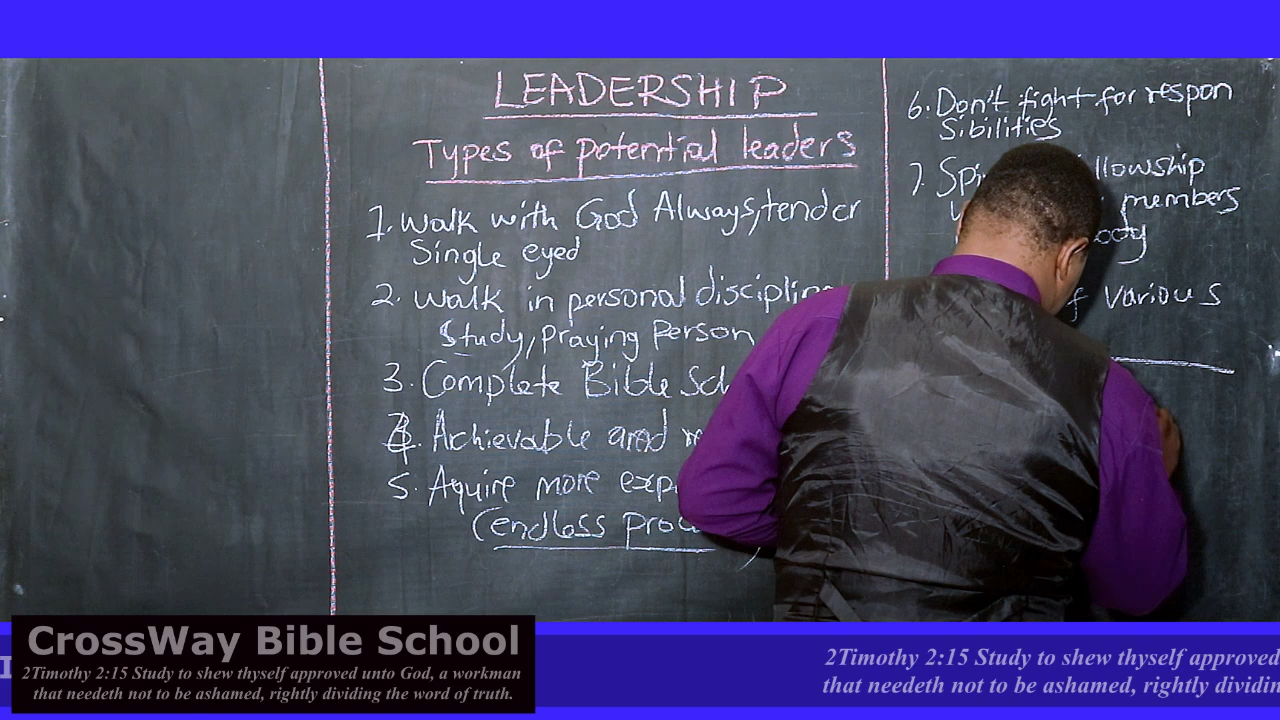 LEADERSHIP
Types of potential leaders
1. walk with God Always, tender
Single eyed
2. walk in personal discipline
Study, praying Person
3. Complete Bible Sch
4. Achievable and
5. Aquire more exp
(endless proc
6. Don't fight for respon
sibilities
7. Spi llowship
members
body
of various
CrossWay Bible School
2Timothy 2:15 Study to shew thyself approved unto God, a workman
that needeth not to be ashamed, rightly dividing the word of truth.
2Timothy 2:15 Study to shew thyself approved
that needeth not to be ashamed, rightly dividin